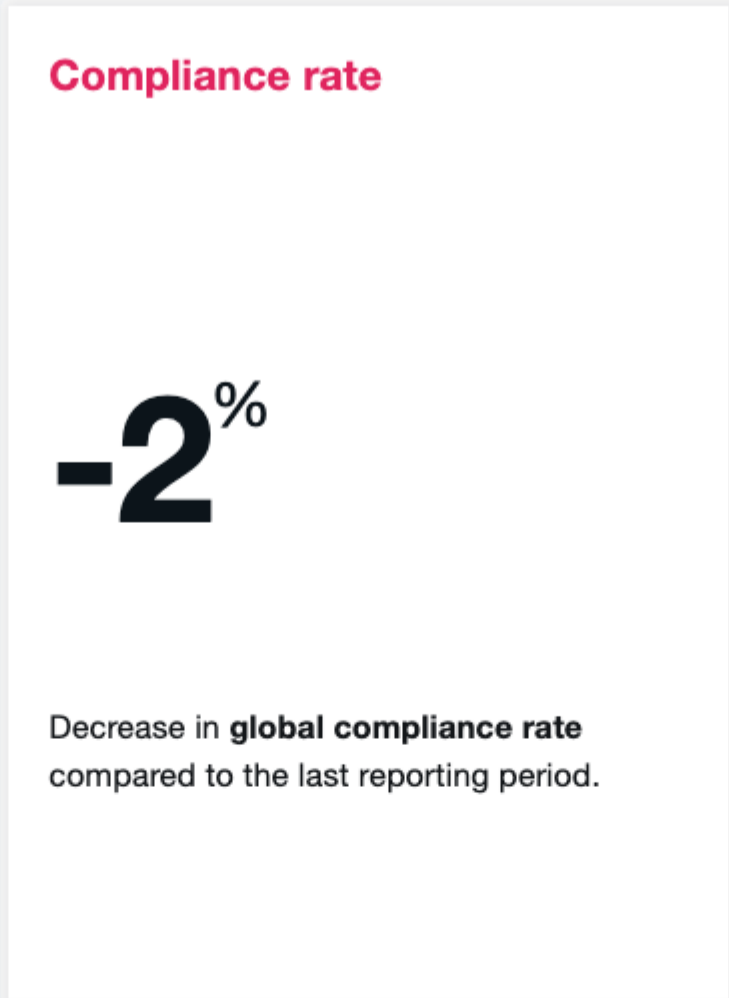 Compliance rate
-2%
Decrease in global compliance rate
compared to the last reporting period.